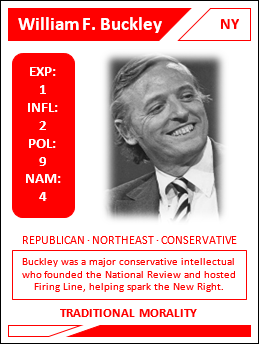 William F. Buckley
NY
EXP:
1
INFL:
2
POL:
9
NAM:
4
REPUBLICAN · NORTHEAST · CONSERVATIVE
Buckley was a major conservative intellectual
who founded the National Review and hosted
Firing Line, helping spark the New Right.
TRADITIONAL MORALITY